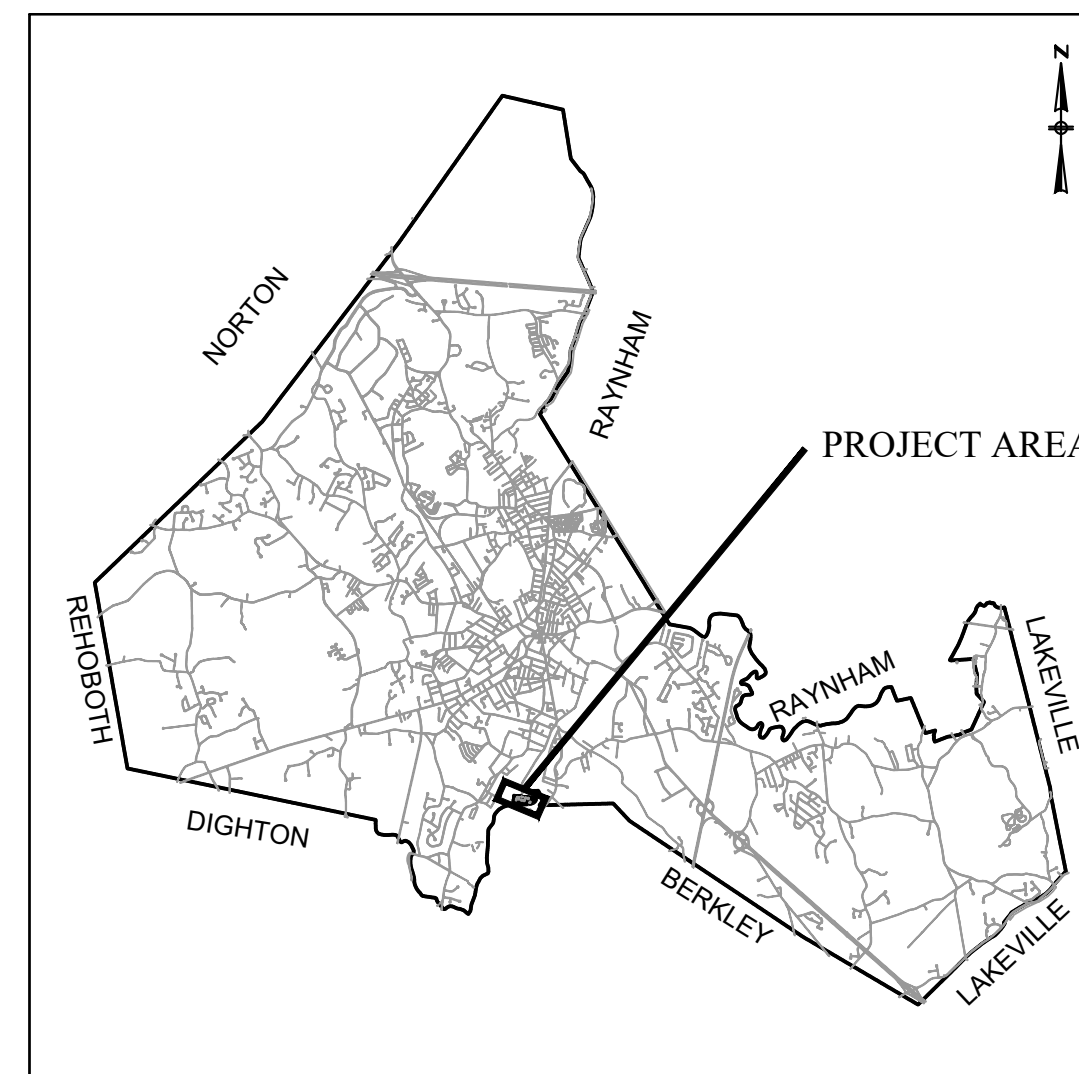 N
NORTON
RAYNHAM
PROJECT AREA
REHOBOTH
RAYNHAM
LAKEVILLE
DIGHTON
BERKLEY
LAKEVILLE